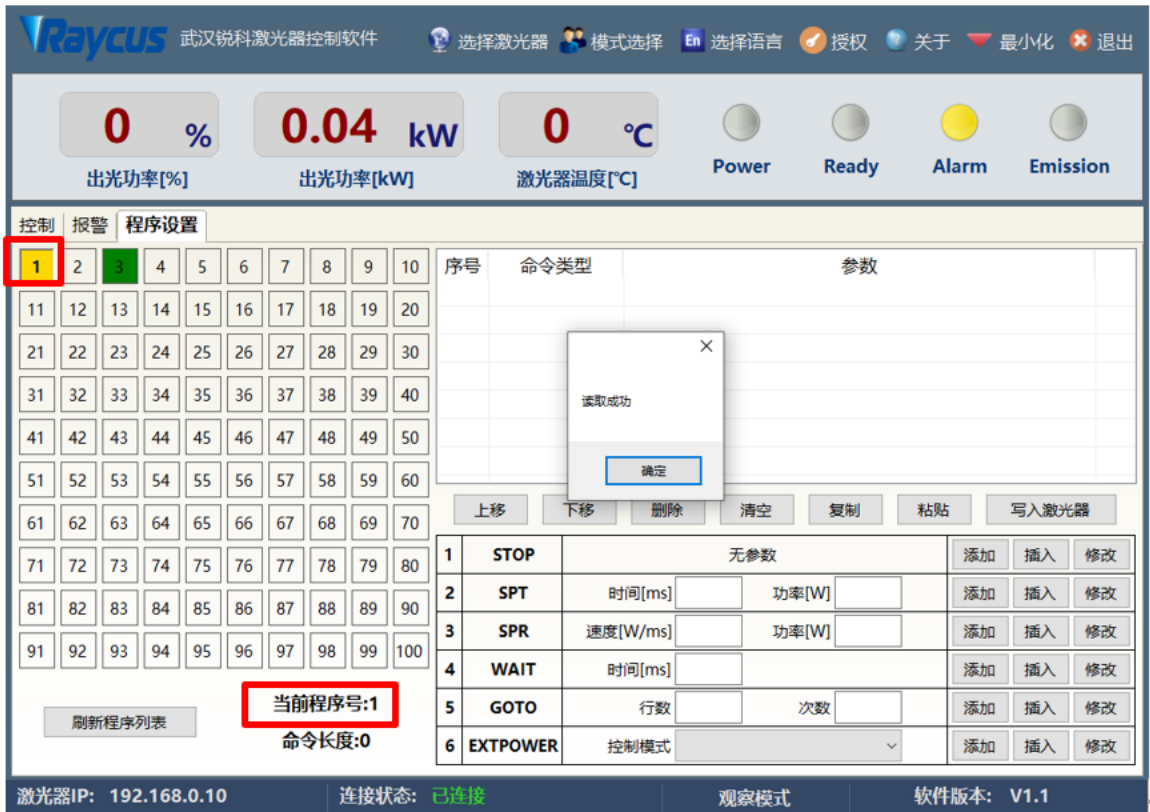 Raycus 武汉锐科激光器控制软件 选择激光器 模式选择 En 选择语言 授权 关于 最小化 退出
0 % 0.04 kW 0 ℃
出光功率[%] 出光功率[kW] 激光器温度[℃] Power Ready Alarm Emission
控制 报警 程序设置
1 2 3 4 5 6 7 8 9 10
11 12 13 14 15 16 17 18 19 20
21 22 23 24 25 26 27 28 29 30
31 32 33 34 35 36 37 38 39 40
41 42 43 44 45 46 47 48 49 50
51 52 53 54 55 56 57 58 59 60
61 62 63 64 65 66 67 68 69 70
71 72 73 74 75 76 77 78 79 80
81 82 83 84 85 86 87 88 89 90
91 92 93 94 95 96 97 98 99 100
刷新程序列表
当前程序号:1
命令长度:0
序号 命令类型 参数
读取成功
确定
上移 下移 删除 清空 复制 粘贴 写入激光器
1 STOP 无参数 添加 插入 修改
2 SPT 时间[ms] 功率[W] 添加 插入 修改
3 SPR 速度[W/ms] 功率[W] 添加 插入 修改
4 WAIT 时间[ms] 添加 插入 修改
5 GOTO 行数 次数 添加 插入 修改
6 EXTPOWER 控制模式 添加 插入 修改
激光器IP: 192.168.0.10 连接状态: 已连接 观察模式 软件版本: V1.1